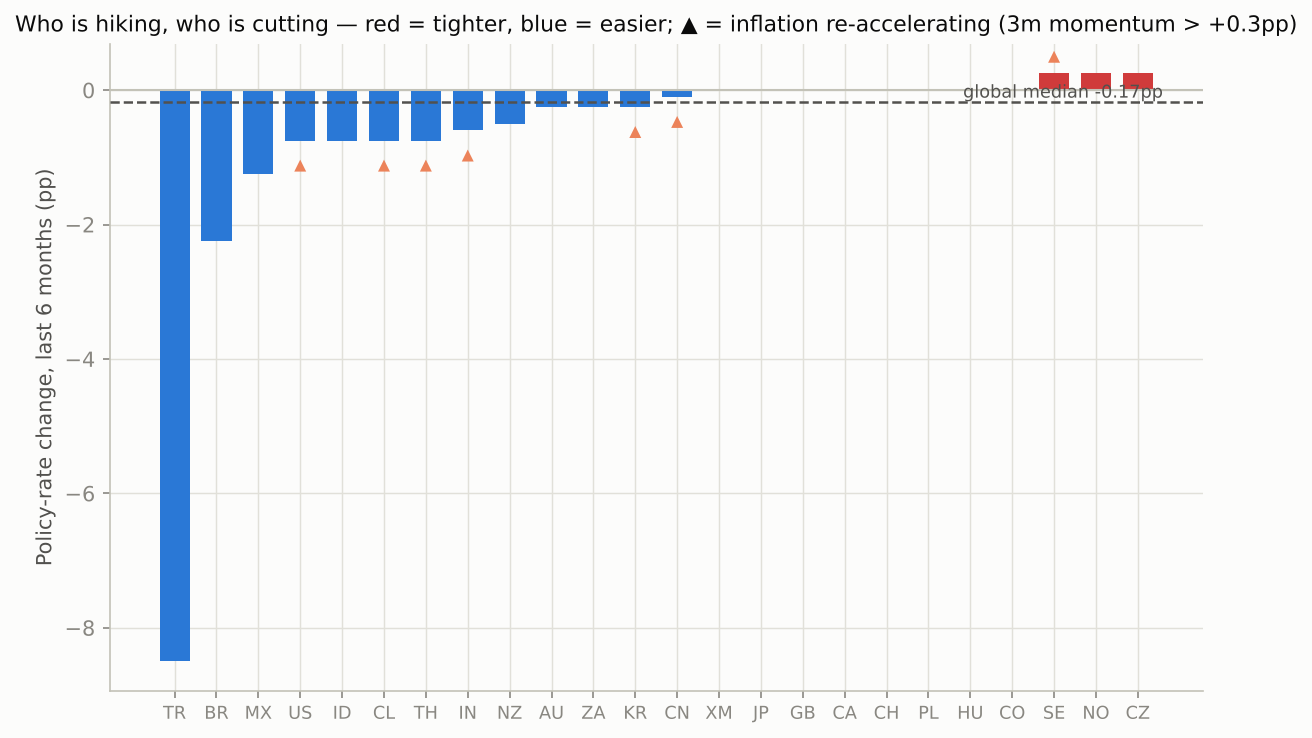 Who is hiking, who is cutting — red = tighter, blue = easier; ▲ = inflation re-accelerating (3m momentum > +0.3pp)
Policy-rate change, last 6 months (pp)
0
−2
−4
−6
−8
global median -0.17pp
TR BR MX US ID CL TH IN NZ AU ZA KR CN XM JP GB CA CH PL HU CO SE NO CZ